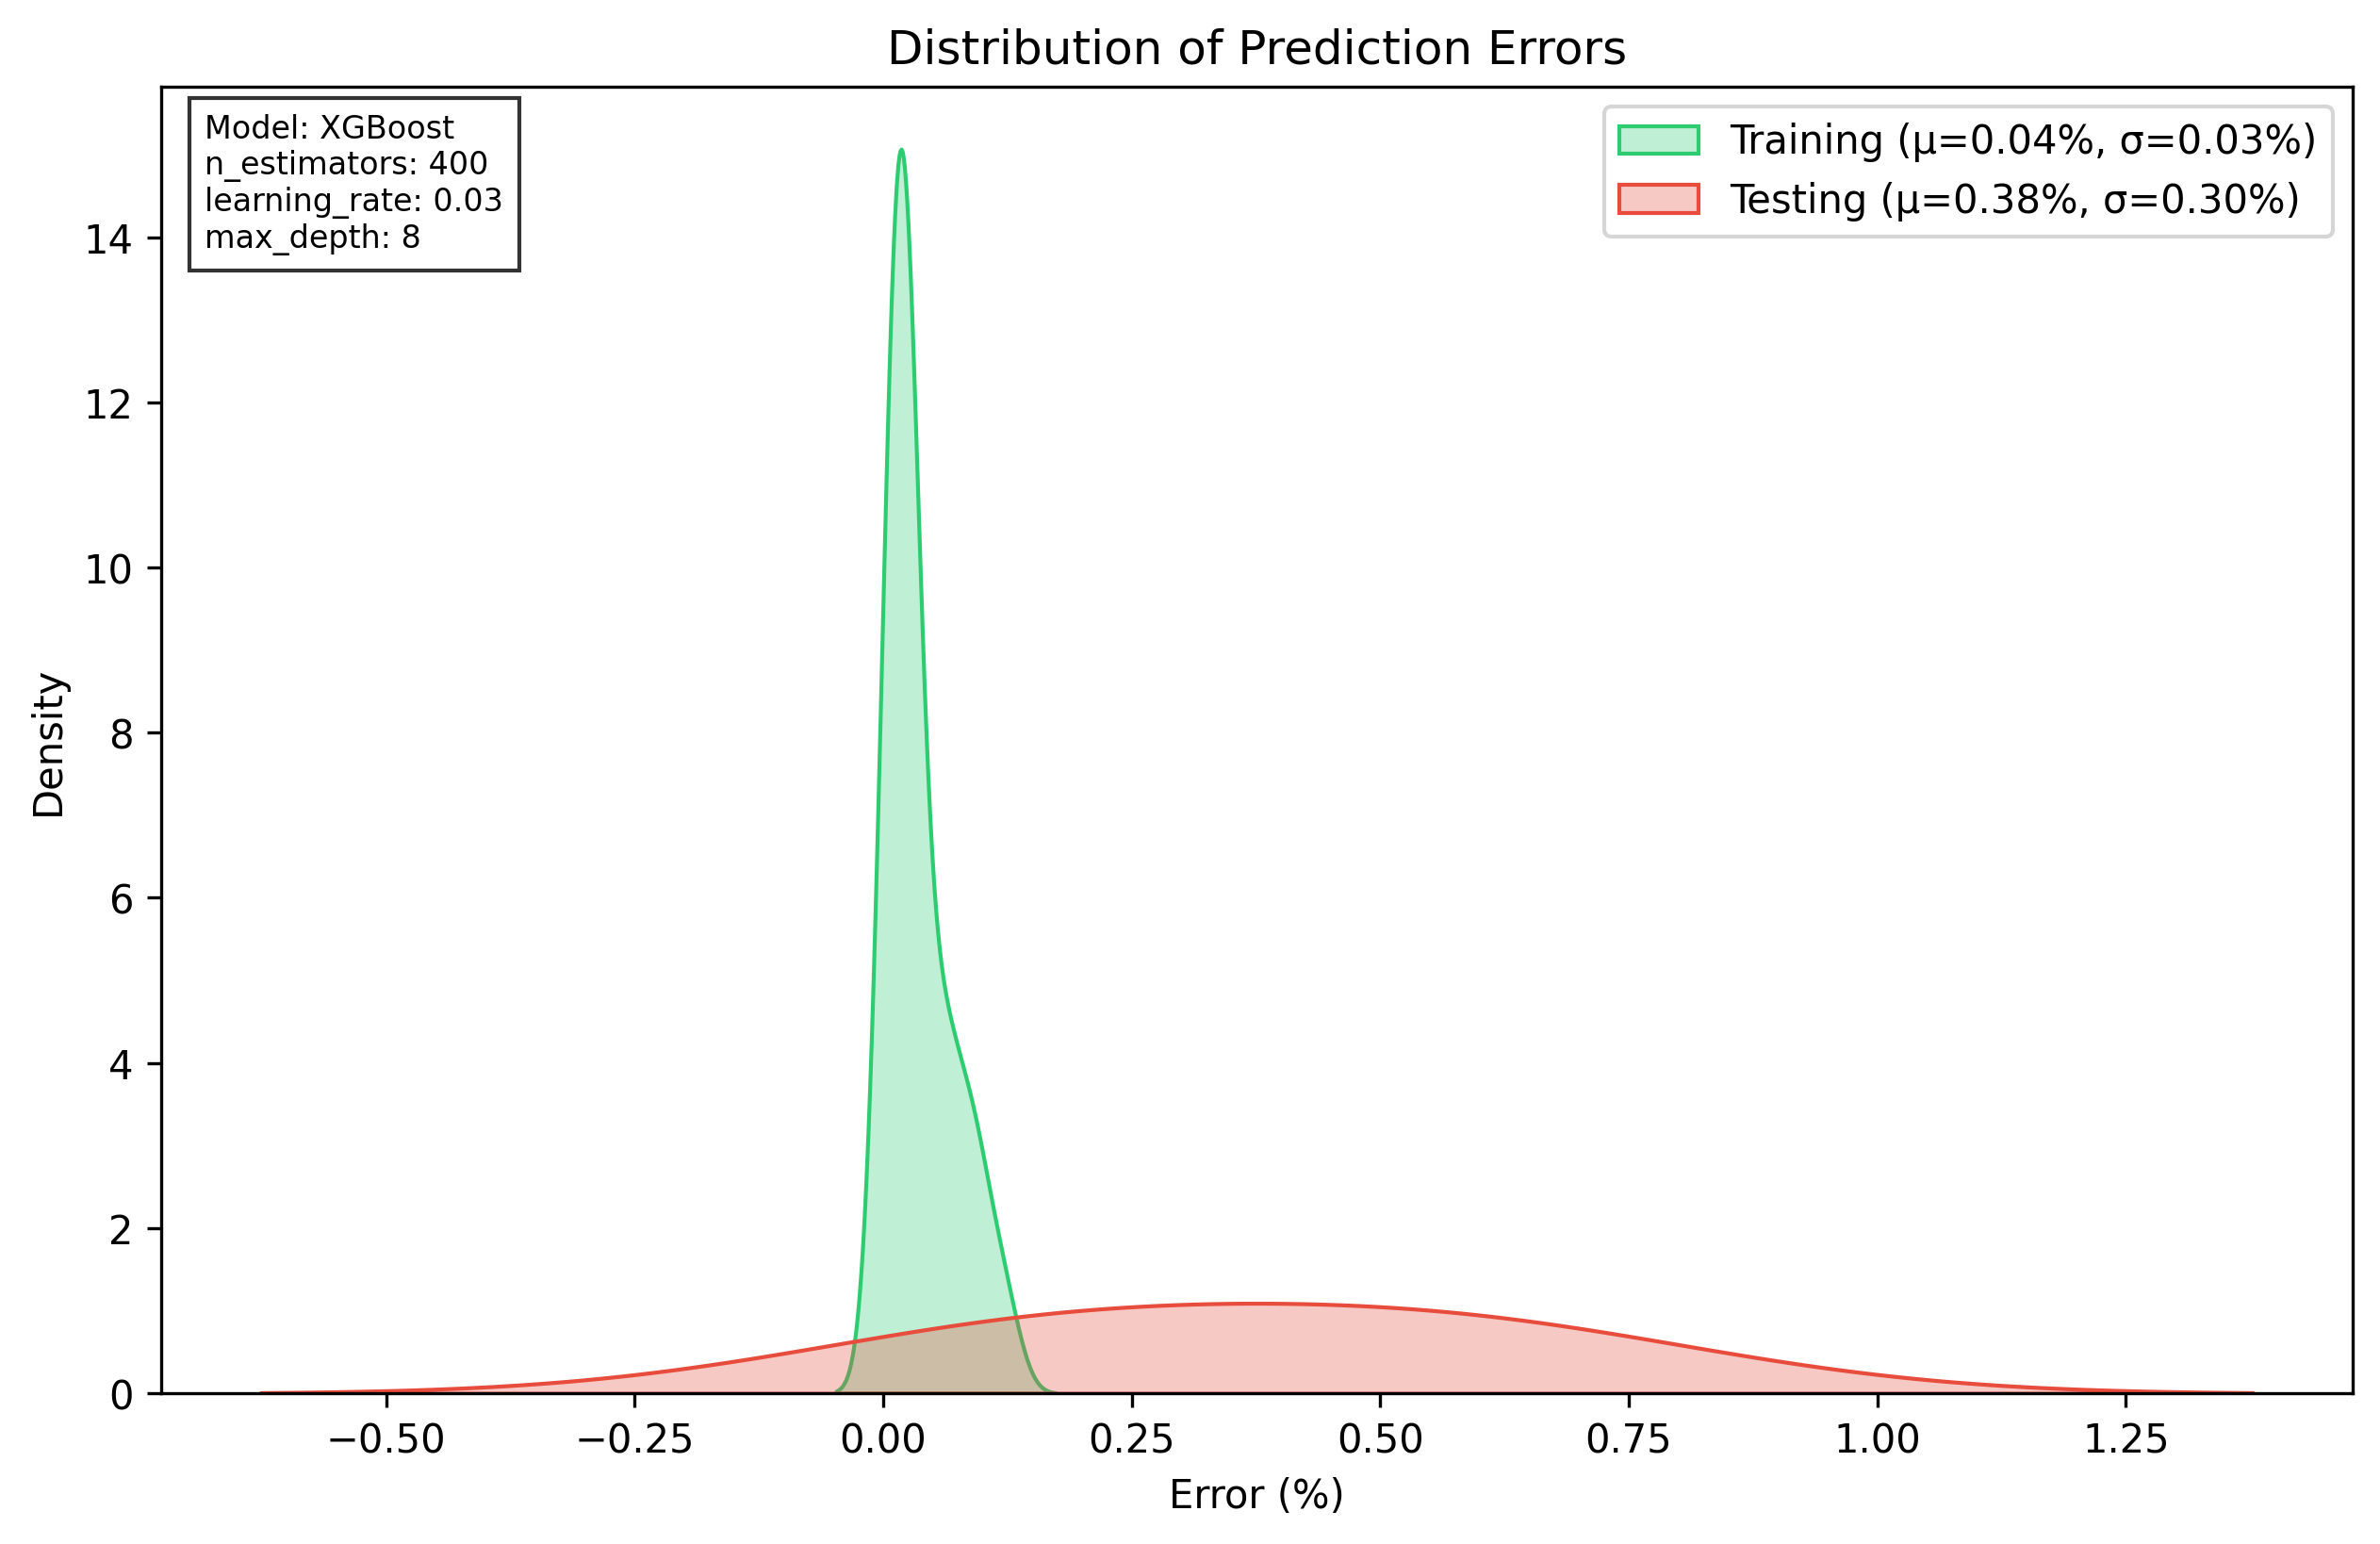 Distribution of Prediction Errors
Model: XGBoost
n_estimators: 400
learning_rate: 0.03
max_depth: 8
Training (μ=0.04%, σ=0.03%)
Testing (μ=0.38%, σ=0.30%)
Density
14
12
10
8
6
4
2
0
−0.50
−0.25
0.00
0.25
0.50
0.75
1.00
1.25
Error (%)